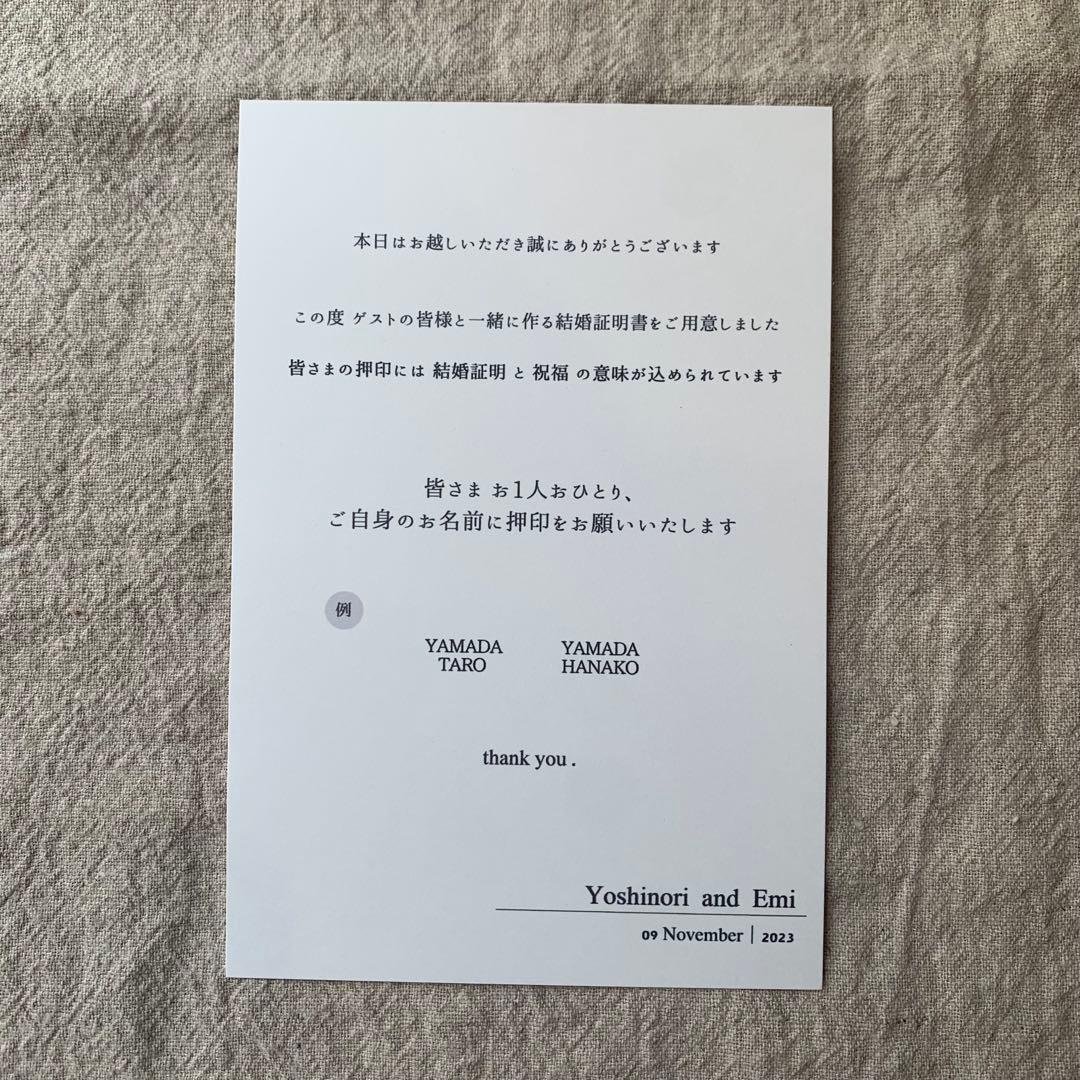 本日はお越しいただき誠にありがとうございます
この度 ゲストの皆様と一緒に作る結婚証明書をご用意しました
皆さまの押印には 結婚証明 と 祝福 の意味が込められています
皆さま お1人おひとり、
ご自身のお名前に押印をお願いいたします
例
YAMADA YAMADA
TARO HANAKO
thank you .
Yoshinori and Emi
09 November | 2023